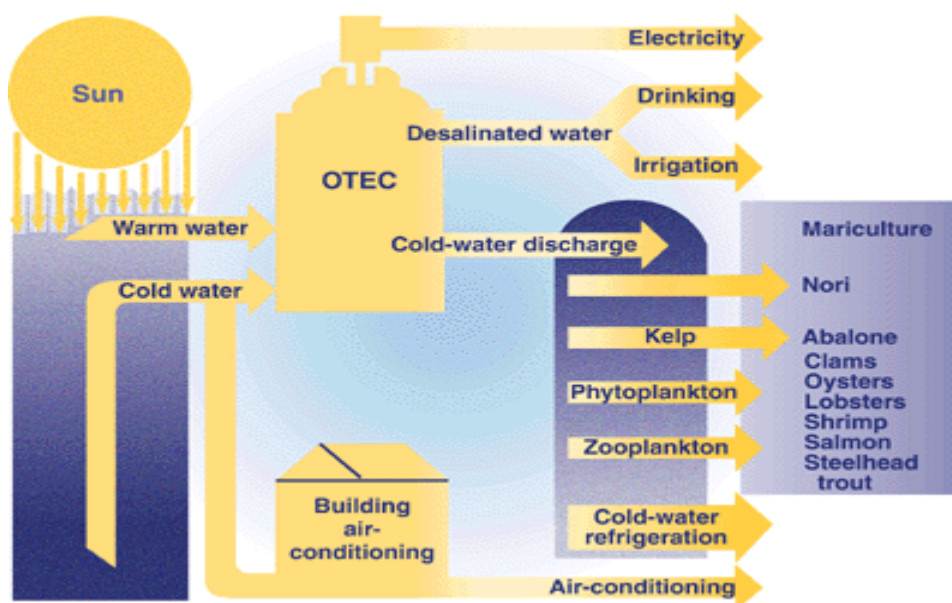 Sun
Warm water
Cold water
OTEC
Building
air-
conditioning
Electricity
Desalinated water
Drinking
Irrigation
Cold-water discharge
Kelp
Phytoplankton
Zooplankton
Cold-water
refrigeration
Air-conditioning
Mariculture
Nori
Abalone
Clams
Oysters
Lobsters
Shrimp
Salmon
Steelhead
trout